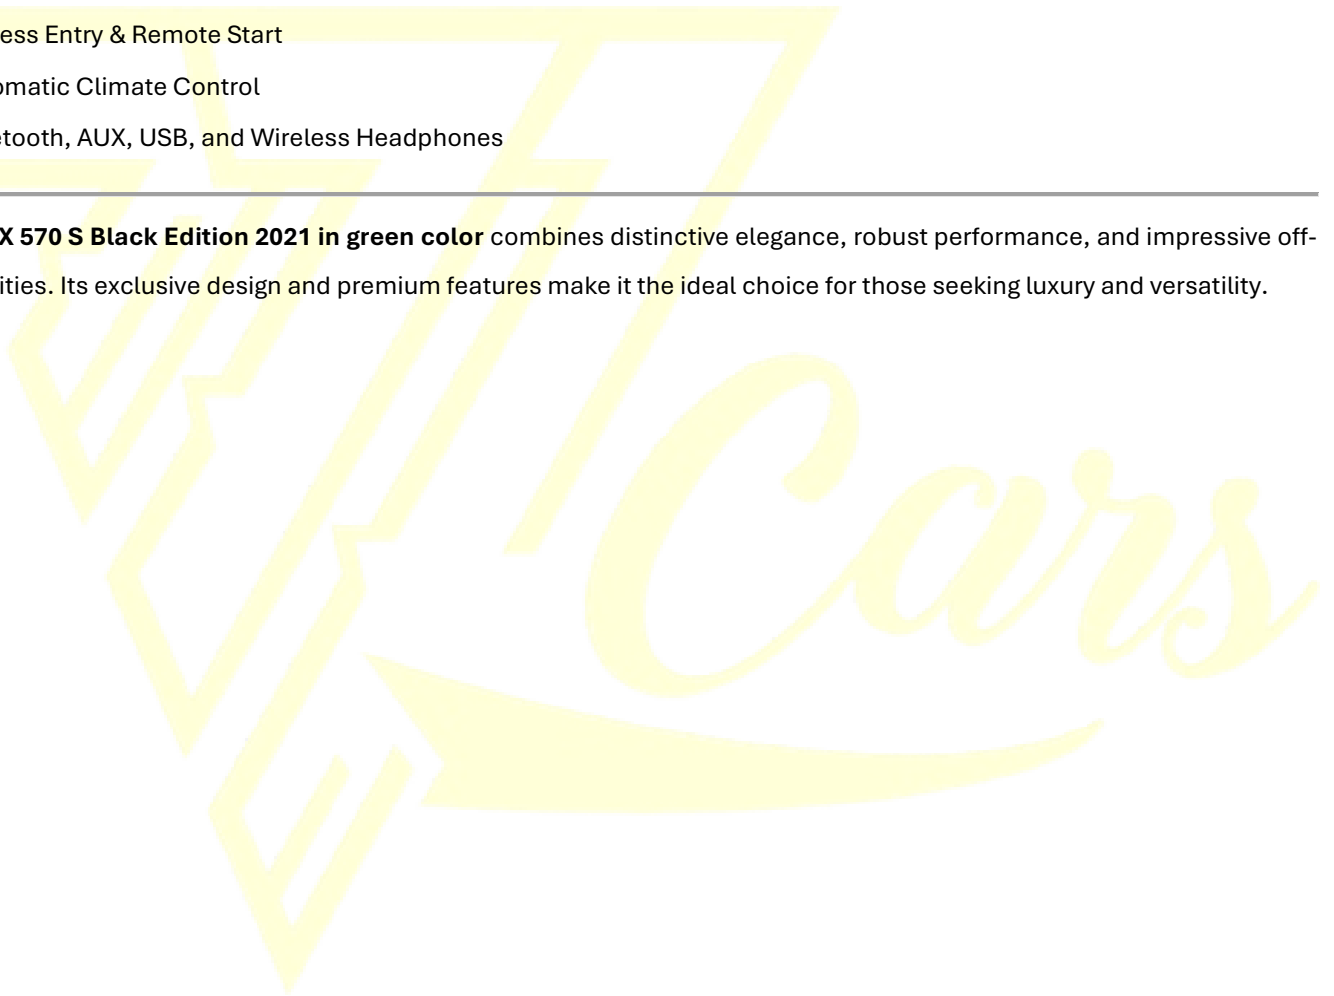 ess Entry & Remote Start
omatic Climate Control
etooth, AUX, USB, and Wireless Headphones
X 570 S Black Edition 2021 in green color combines distinctive elegance, robust performance, and impressive off-
ities. Its exclusive design and premium features make it the ideal choice for those seeking luxury and versatility.
Cars